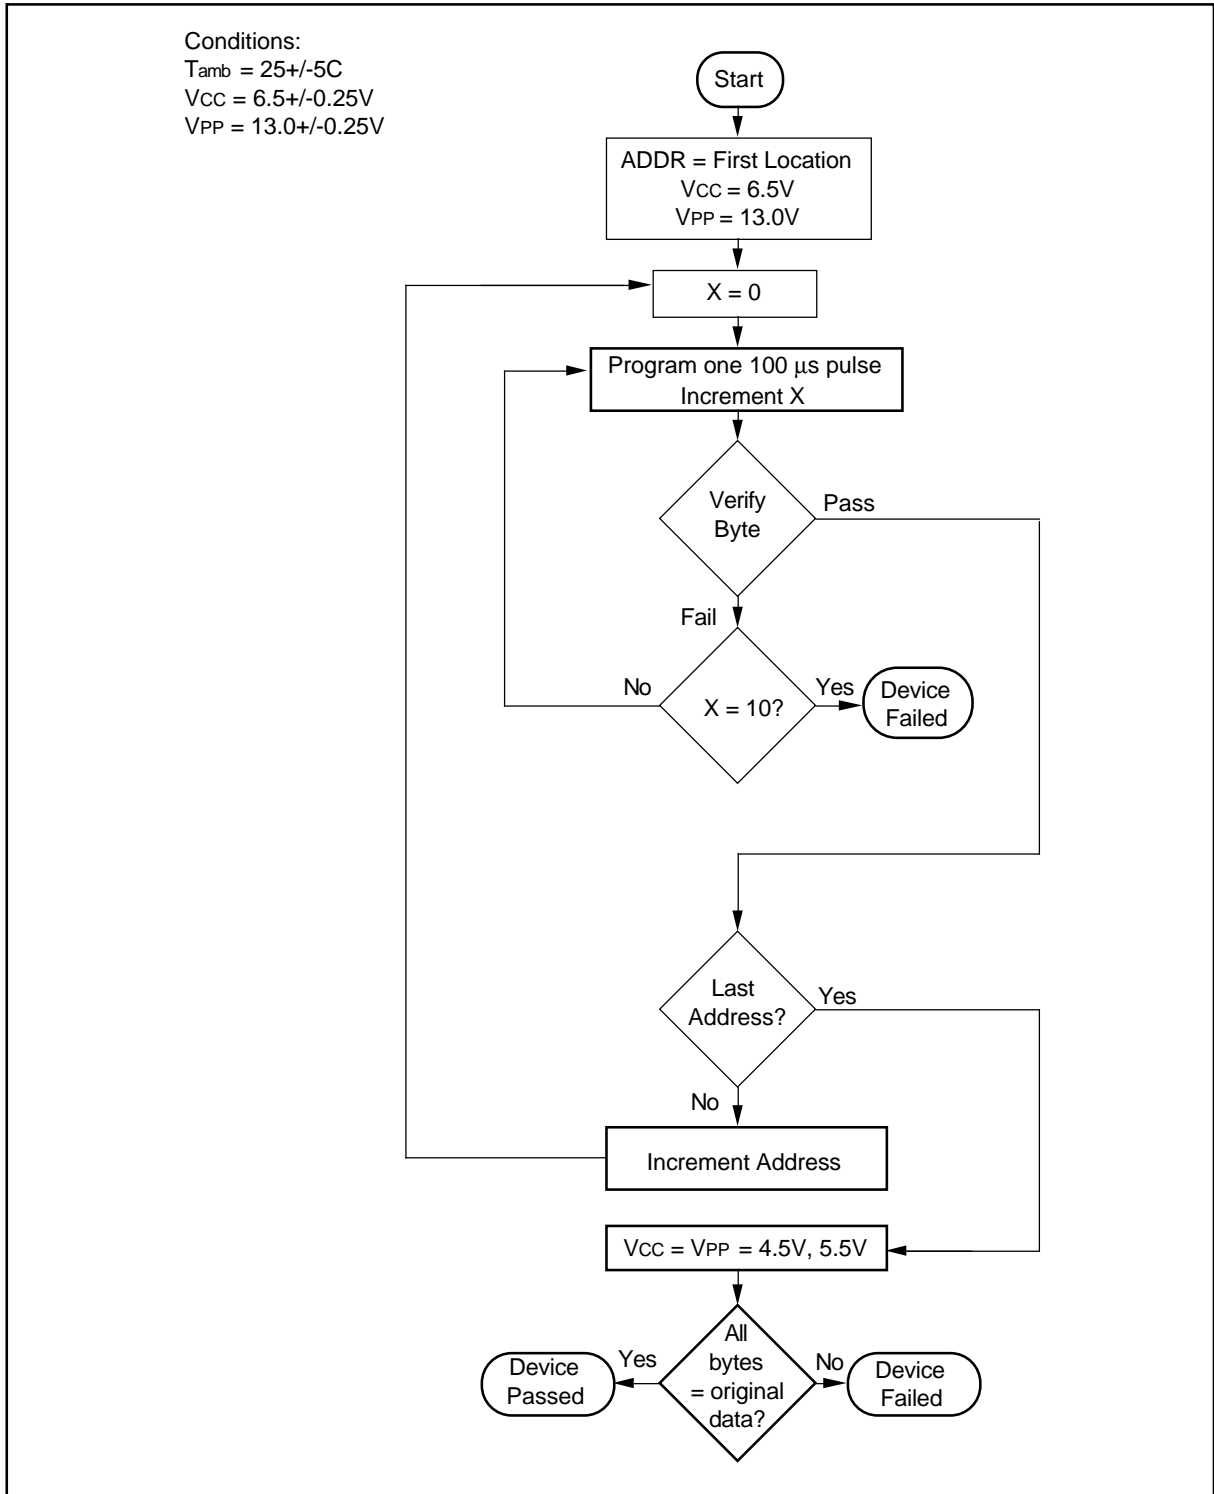 Conditions:
Tamb = 25+/-5C
VCC = 6.5+/-0.25V
VPP = 13.0+/-0.25V
Start
ADDR = First Location
VCC = 6.5V
VPP = 13.0V
X = 0
Program one 100 μs pulse
Increment X
Verify
Byte
Pass
Fail
X = 10?
No
Yes
Device
Failed
Last
Address?
Yes
No
Increment Address
VCC = VPP = 4.5V, 5.5V
All
bytes
= original
data?
Yes
Device
Passed
No
Device
Failed